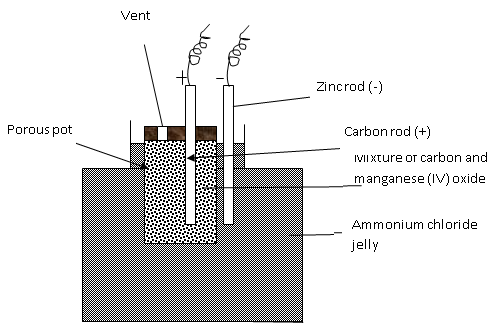 Vent
+
−
Zinc rod (-)
Porous pot
Carbon rod (+)
Mixture of carbon and
manganese (IV) oxide
Ammonium chloride
jelly